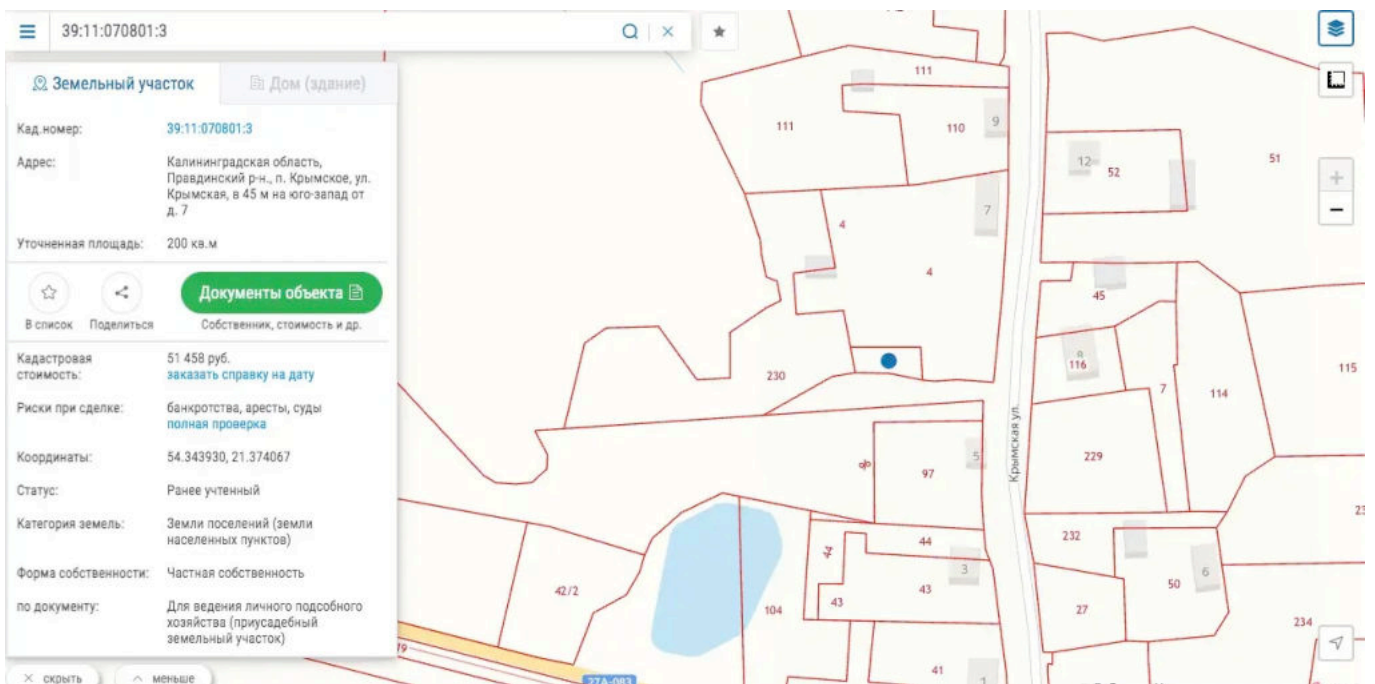 39:11:070801:3
Земельный участок
Дом (здание)
Кад.номер:
39:11:070801:3
Адрес:
Калининградская область,
Правдинский р-н., п. Крымское, ул.
Крымская, в 45 м на юго-запад от
д. 7
Уточненная площадь:
200 кв.м
В список
Поделиться
Документы объекта
Собственник, стоимость и др.
Кадастровая
стоимость:
51 458 руб.
заказать справку на дату
Риски при сделке:
банкротства, аресты, суды
полная проверка
Координаты:
54.343930, 21.374067
Статус:
Ранее учтенный
Категория земель:
Земли поселений (земли
населенных пунктов)
Форма собственности:
Частная собственность
по документу:
Для ведения личного подсобного
хозяйства (приусадебный
земельный участок)
скрыть
меньше
111
111
110
9
12
52
51
4
7
4
45
230
8
116
7
114
115
Крымская ул.
96
97
5
229
44
44
3
43
43
232
50
6
27
234
42/2
104
41
1
79
27А-083